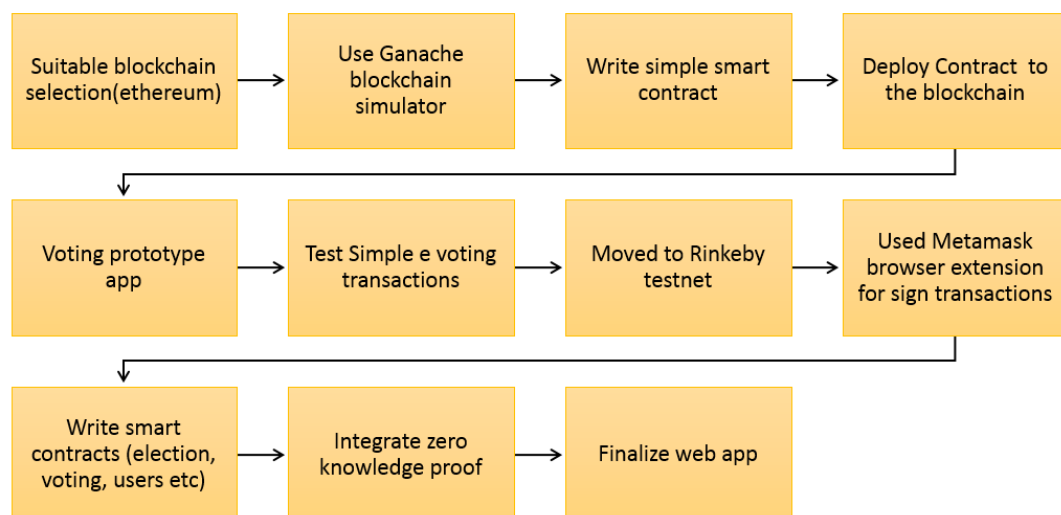 Suitable blockchain
selection(ethereum)
Use Ganache
blockchain
simulator
Write simple smart
contract
Deploy Contract to
the blockchain
Voting prototype
app
Test Simple e voting
transactions
Moved to Rinkeby
testnet
Used Metamask
browser extension
for sign transactions
Write smart
contracts (election,
voting, users etc)
Integrate zero
knowledge proof
Finalize web app